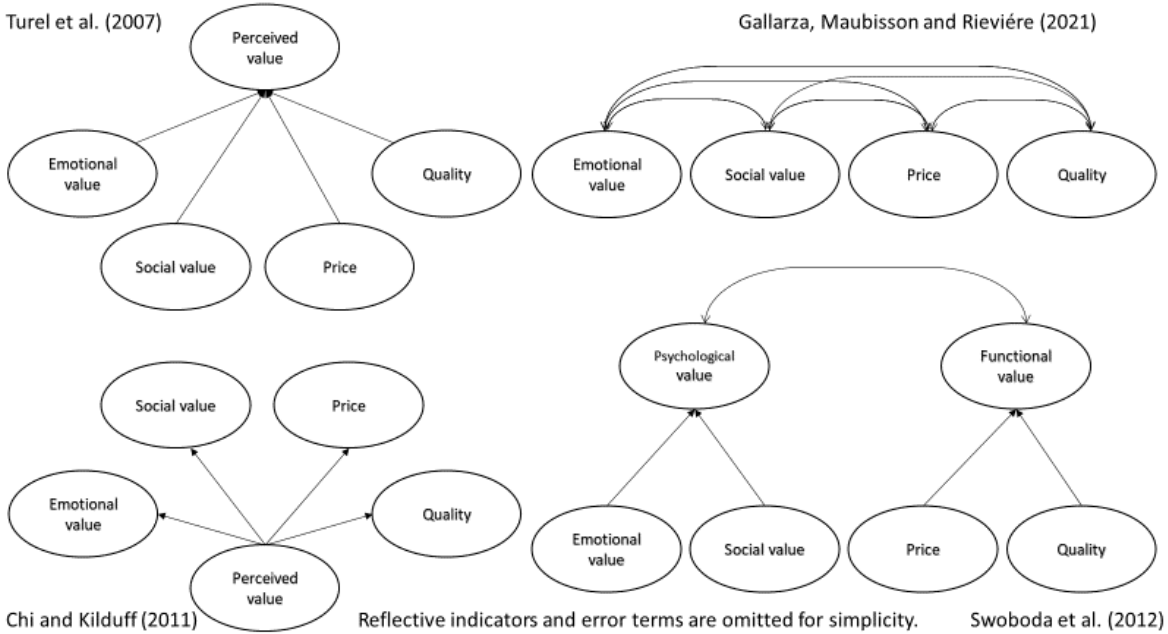 Turel et al. (2007)
Perceived
value
Emotional
value
Quality
Social value
Price
Gallarza, Maubisson and Rieviére (2021)
Emotional
value
Social value
Price
Quality
Social value
Price
Emotional
value
Quality
Perceived
value
Chi and Kilduff (2011)
Psychological
value
Functional
value
Emotional
value
Social value
Price
Quality
Reflective indicators and error terms are omitted for simplicity.
Swoboda et al. (2012)